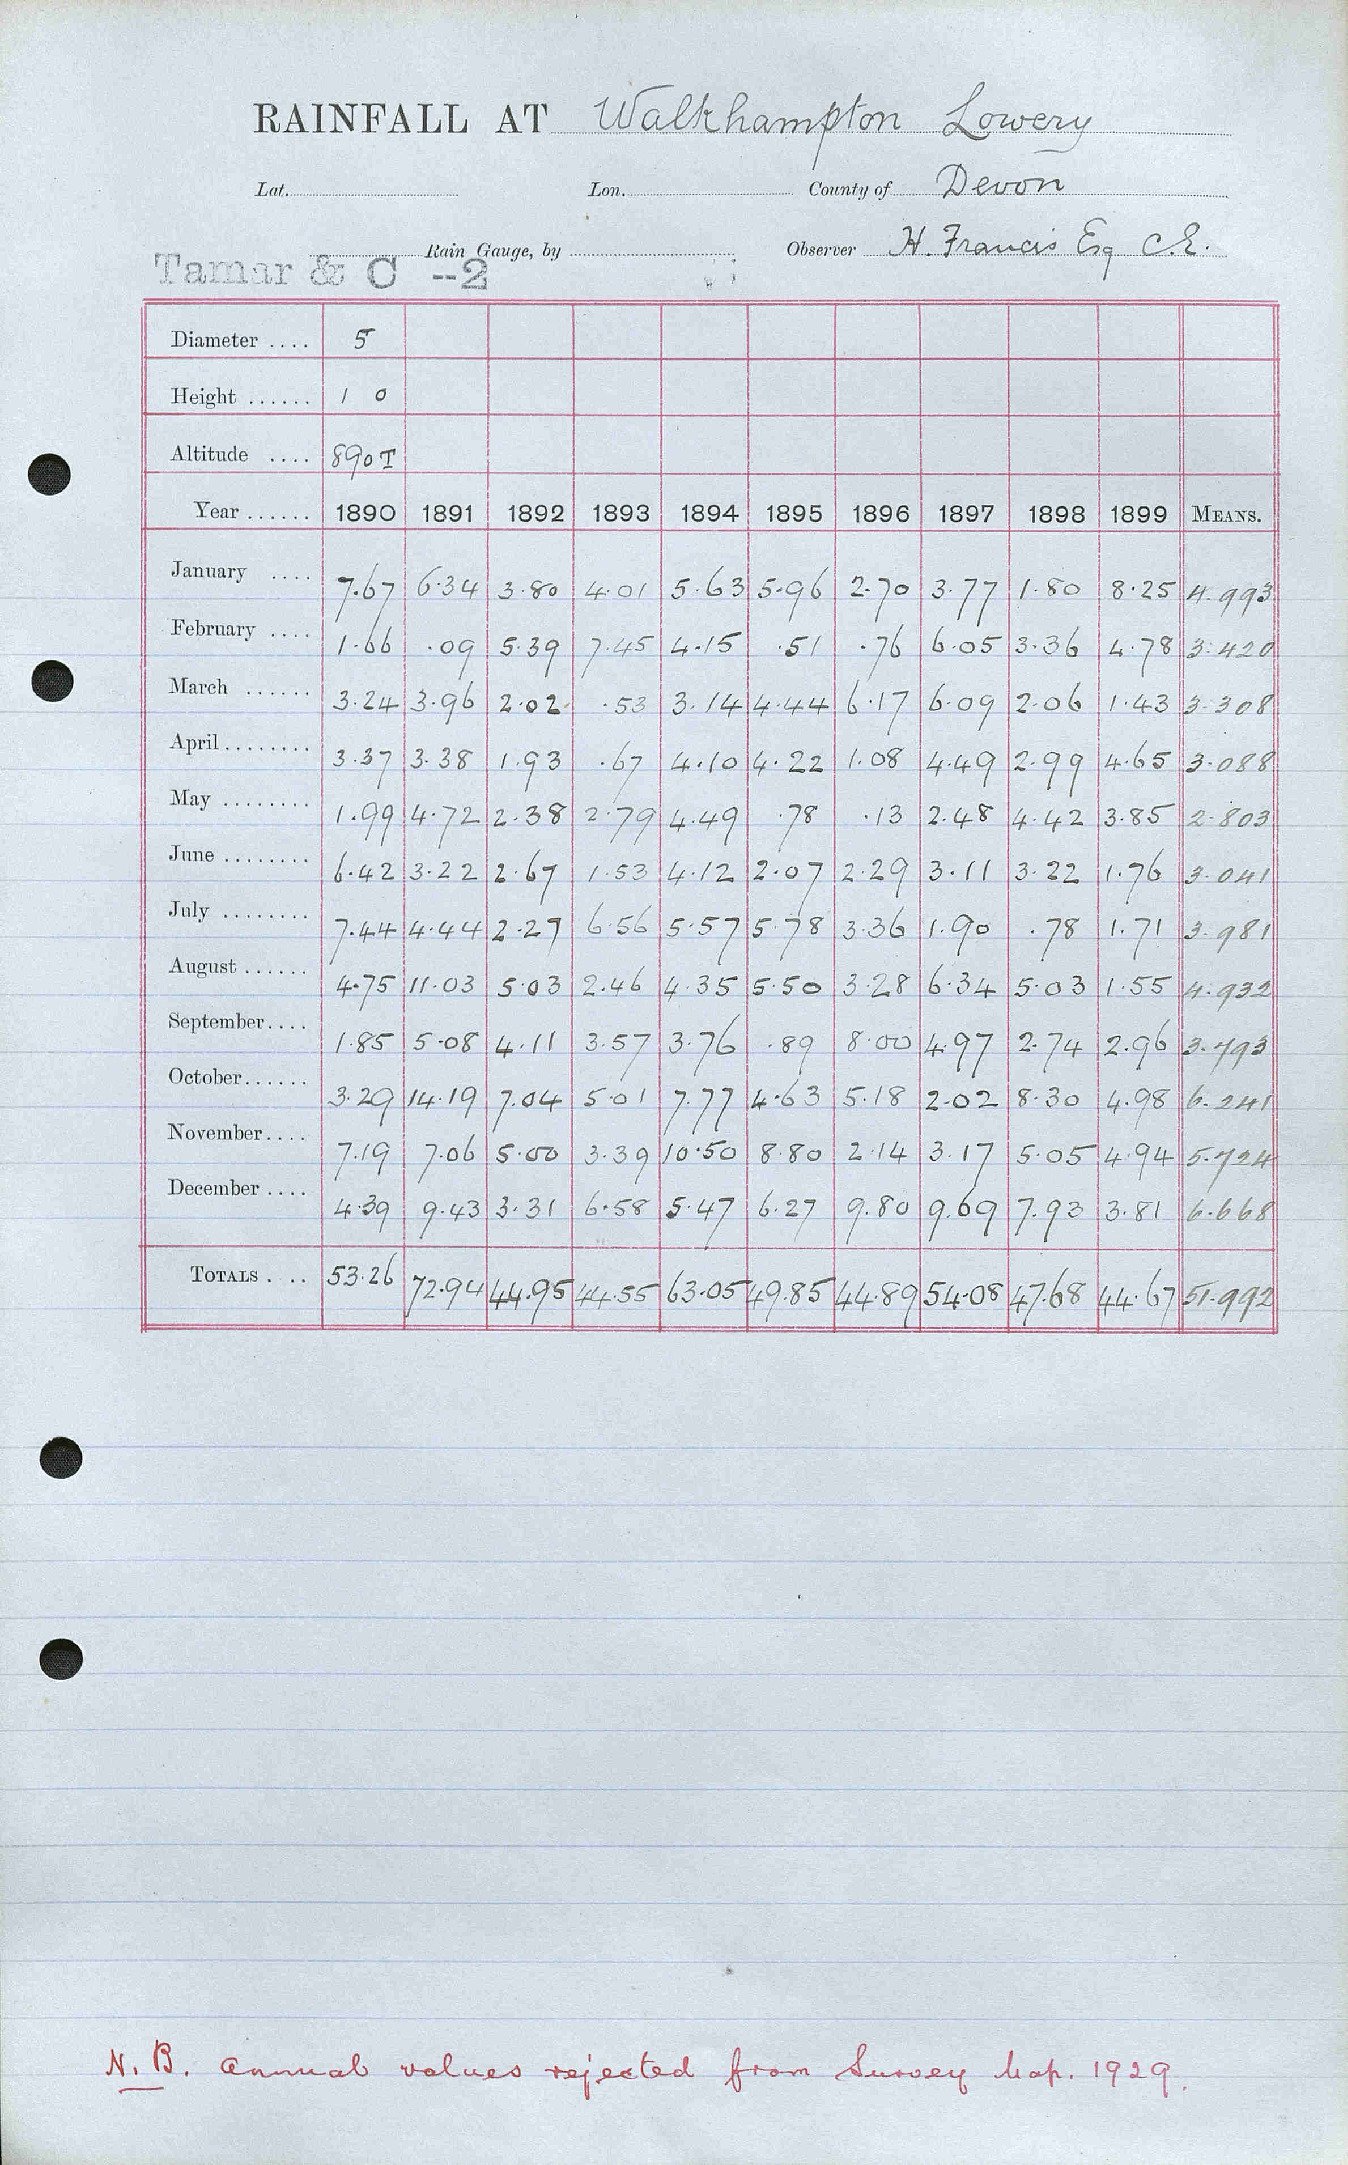 RAINFALL AT Walkhampton Lowery
Lat. Lon. County of Devon
Rain Gauge, by Observer H. Francis Esq C.E.
Tamar & C --2
Diameter .... 5
Height ...... 1 0
Altitude .... 890 T
Year ...... 1890 1891 1892 1893 1894 1895 1896 1897 1898 1899 MEANS.
January .... 7.67 6.34 3.80 4.01 5.63 5.96 2.70 3.77 1.80 8.25 4.993
February .... 1.66 .09 5.39 7.45 4.15 .51 .76 6.05 3.36 4.78 3.420
March ...... 3.24 3.96 2.02 .53 3.14 4.44 6.17 6.09 2.06 1.43 3.308
April ........ 3.37 3.38 1.93 .67 4.10 4.22 1.08 4.49 2.99 4.65 3.088
May ........ 1.99 4.72 2.38 2.79 4.49 .78 .13 2.48 4.42 3.85 2.803
June ........ 6.42 3.22 2.67 1.53 4.12 2.07 2.29 3.11 3.22 1.76 3.041
July ........ 7.44 4.44 2.27 6.56 5.57 5.78 3.36 1.90 .78 1.71 3.981
August ...... 4.75 11.03 5.03 2.46 4.35 5.50 3.28 6.34 5.03 1.55 4.932
September.... 1.85 5.08 4.11 3.57 3.76 .89 8.00 4.97 2.74 2.96 3.793
October...... 3.29 14.19 7.04 5.01 7.77 4.63 5.18 2.02 8.30 4.98 6.241
November.... 7.19 7.06 5.00 3.39 10.50 8.80 2.14 3.17 5.05 4.94 5.724
December .... 4.39 9.43 3.31 6.58 5.47 6.27 9.80 9.69 7.93 3.81 6.668
TOTALS . .. 53.26 72.94 44.95 44.55 63.05 49.85 44.89 54.08 47.68 44.67 51.992
N.B. Annual values rejected from Survey Map. 1929.